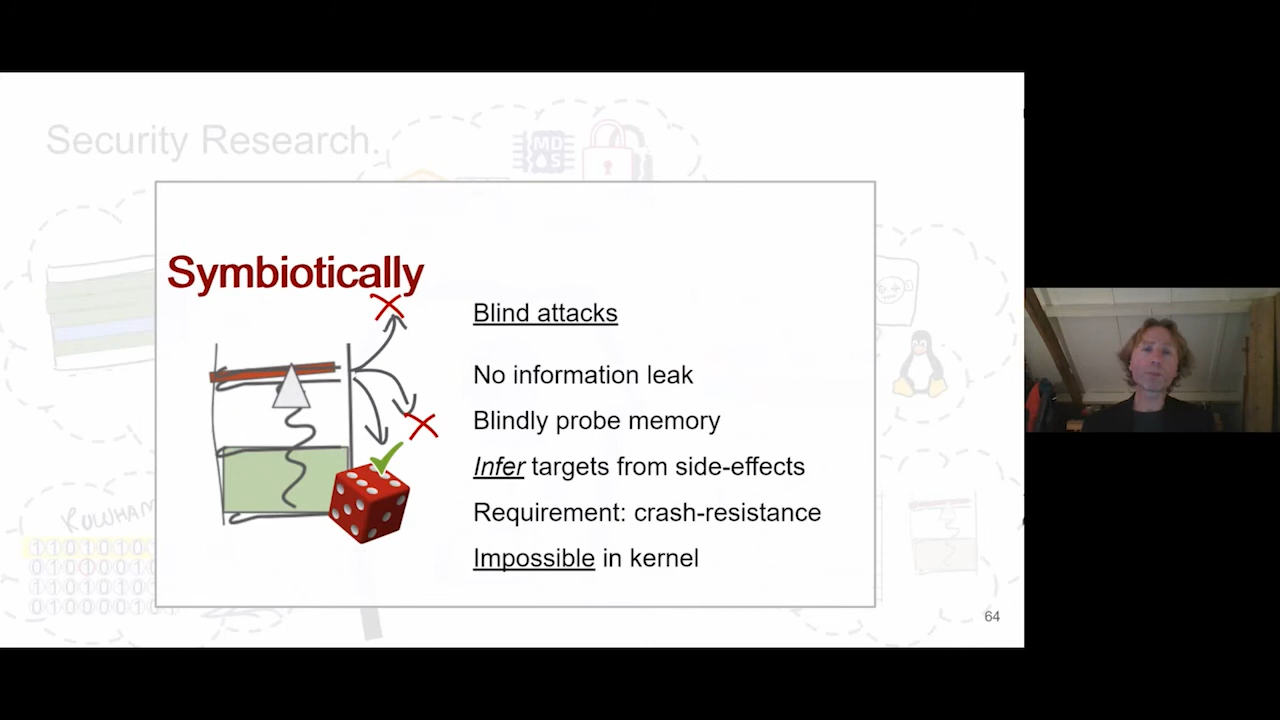 Security Research.
MD
S
Symbiotically
Blind attacks
No information leak
Blindly probe memory
Infer targets from side-effects
Requirement: crash-resistance
Impossible in kernel
64